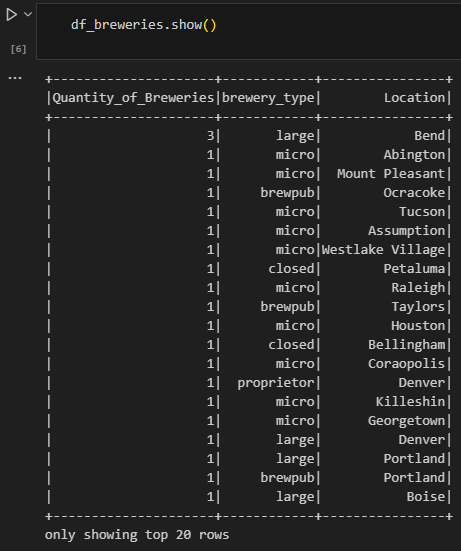 df_breweries.show()
[6]
...
+---------------------+------------+----------------+
|Quantity_of_Breweries|brewery_type|        Location|
+---------------------+------------+----------------+
|                    3|       large|            Bend|
|                    1|       micro|        Abington|
|                    1|       micro|  Mount Pleasant|
|                    1|     brewpub|        Ocracoke|
|                    1|       micro|          Tucson|
|                    1|       micro|      Assumption|
|                    1|       micro|Westlake Village|
|                    1|      closed|        Petaluma|
|                    1|       micro|         Raleigh|
|                    1|     brewpub|         Taylors|
|                    1|       micro|         Houston|
|                    1|      closed|      Bellingham|
|                    1|       micro|      Coraopolis|
|                    1|  proprietor|          Denver|
|                    1|       micro|       Killeshin|
|                    1|       micro|      Georgetown|
|                    1|       large|          Denver|
|                    1|       large|        Portland|
|                    1|     brewpub|        Portland|
|                    1|       large|           Boise|
+---------------------+------------+----------------+
only showing top 20 rows